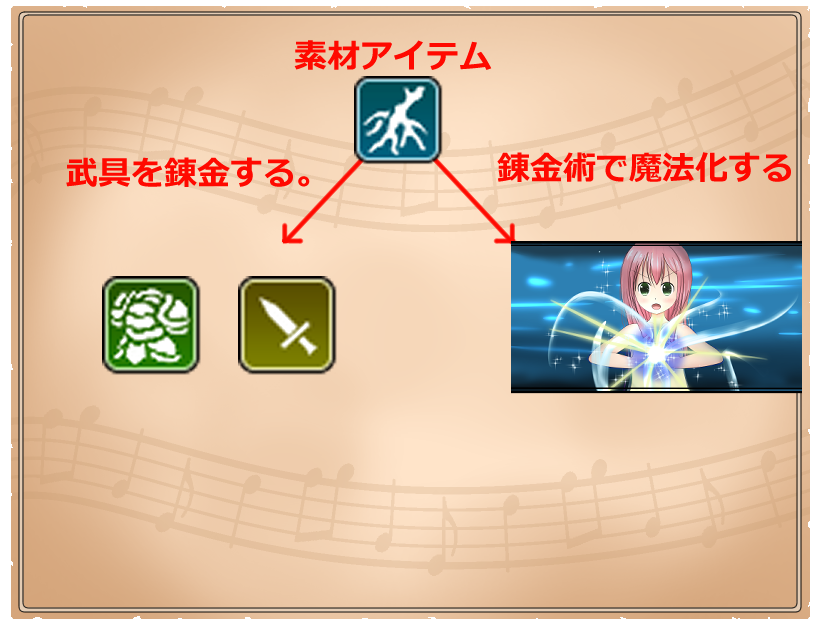 素材アイテム
武具を錬金する。
錬金術で魔法化する